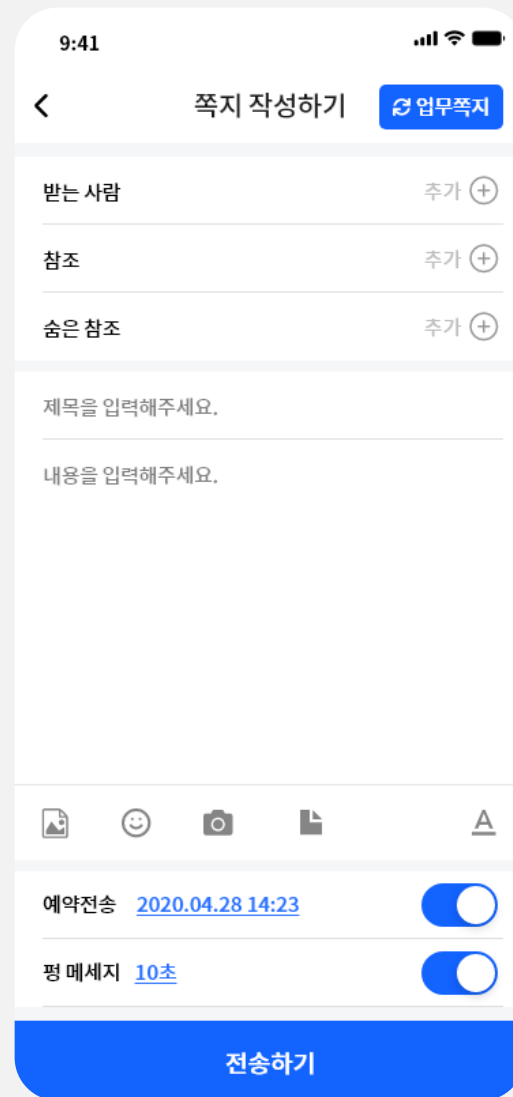 9:41
쪽지 작성하기
업무쪽지
받는 사람 추가
참조 추가
숨은 참조 추가
제목을 입력해주세요.
내용을 입력해주세요.
A
예약전송 2020.04.28 14:23
펑 메세지 10초
전송하기